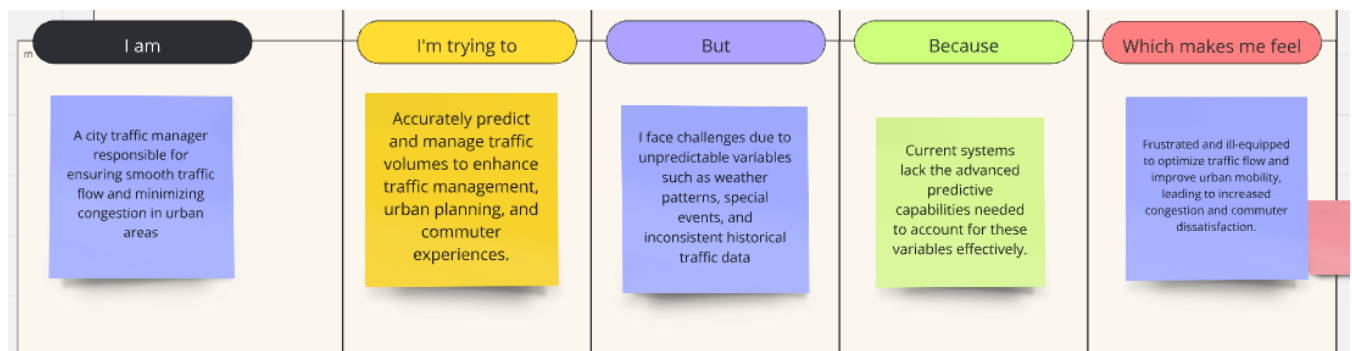 I am
I'm trying to
But
Because
Which makes me feel
A city traffic manager
responsible for
ensuring smooth traffic
flow and minimizing
congestion in urban
areas
Accurately predict
and manage traffic
volumes to enhance
traffic management,
urban planning, and
commuter
experiences.
I face challenges due to
unpredictable variables
such as weather
patterns, special
events, and
inconsistent historical
traffic data
Current systems
lack the advanced
predictive
capabilities needed
to account for these
variables effectively.
Frustrated and ill-equipped
to optimize traffic flow and
improve urban mobility,
leading to increased
congestion and commuter
dissatisfaction.